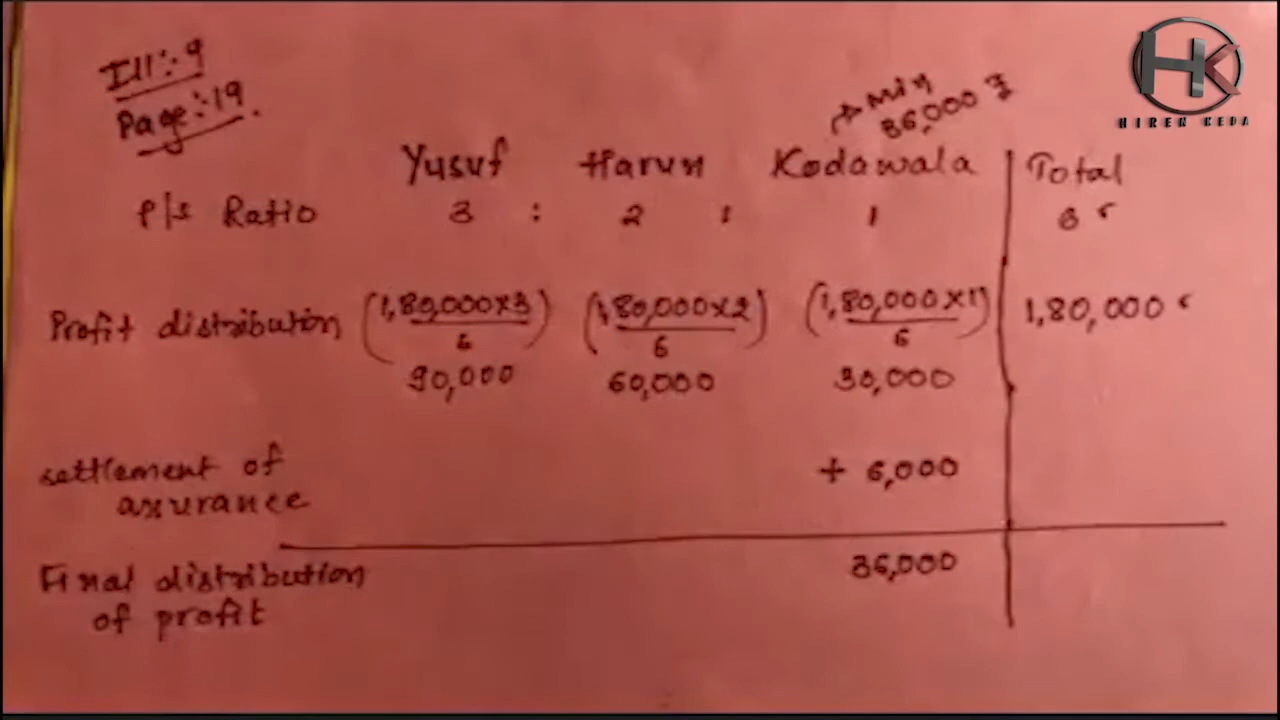 Ill:-9
Page:-19.
HIREN KEDA
→ Min
36,000 ₹
Yusuf Harun Kodawala Total
P/s Ratio 3 : 2 : 1 6
Profit distribution (1,80,000×3) (1,80,000×2) (1,80,000×1) 1,80,000
6 6 6
90,000 60,000 30,000
settlement of + 6,000
assurance
Final distribution 36,000
of profit